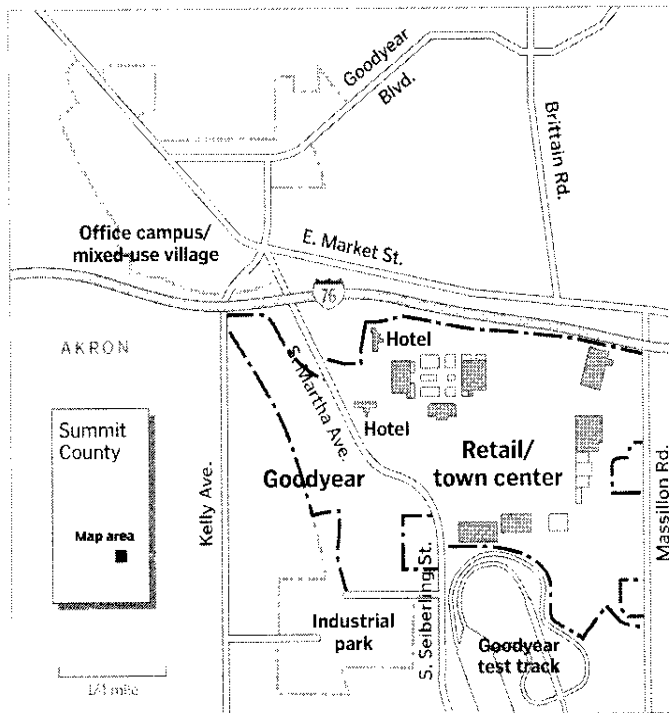 Goodyear
Blvd.
Brittain Rd.
Office campus/
mixed-use village
E. Market St.
76
AKRON
Hotel
S. Martha Ave.
Hotel
Summit
County
Map area
Kelly Ave.
Goodyear
Retail/
town center
Massillon Rd.
S. Seiberling St.
Industrial
park
Goodyear
test track
1/4 mile